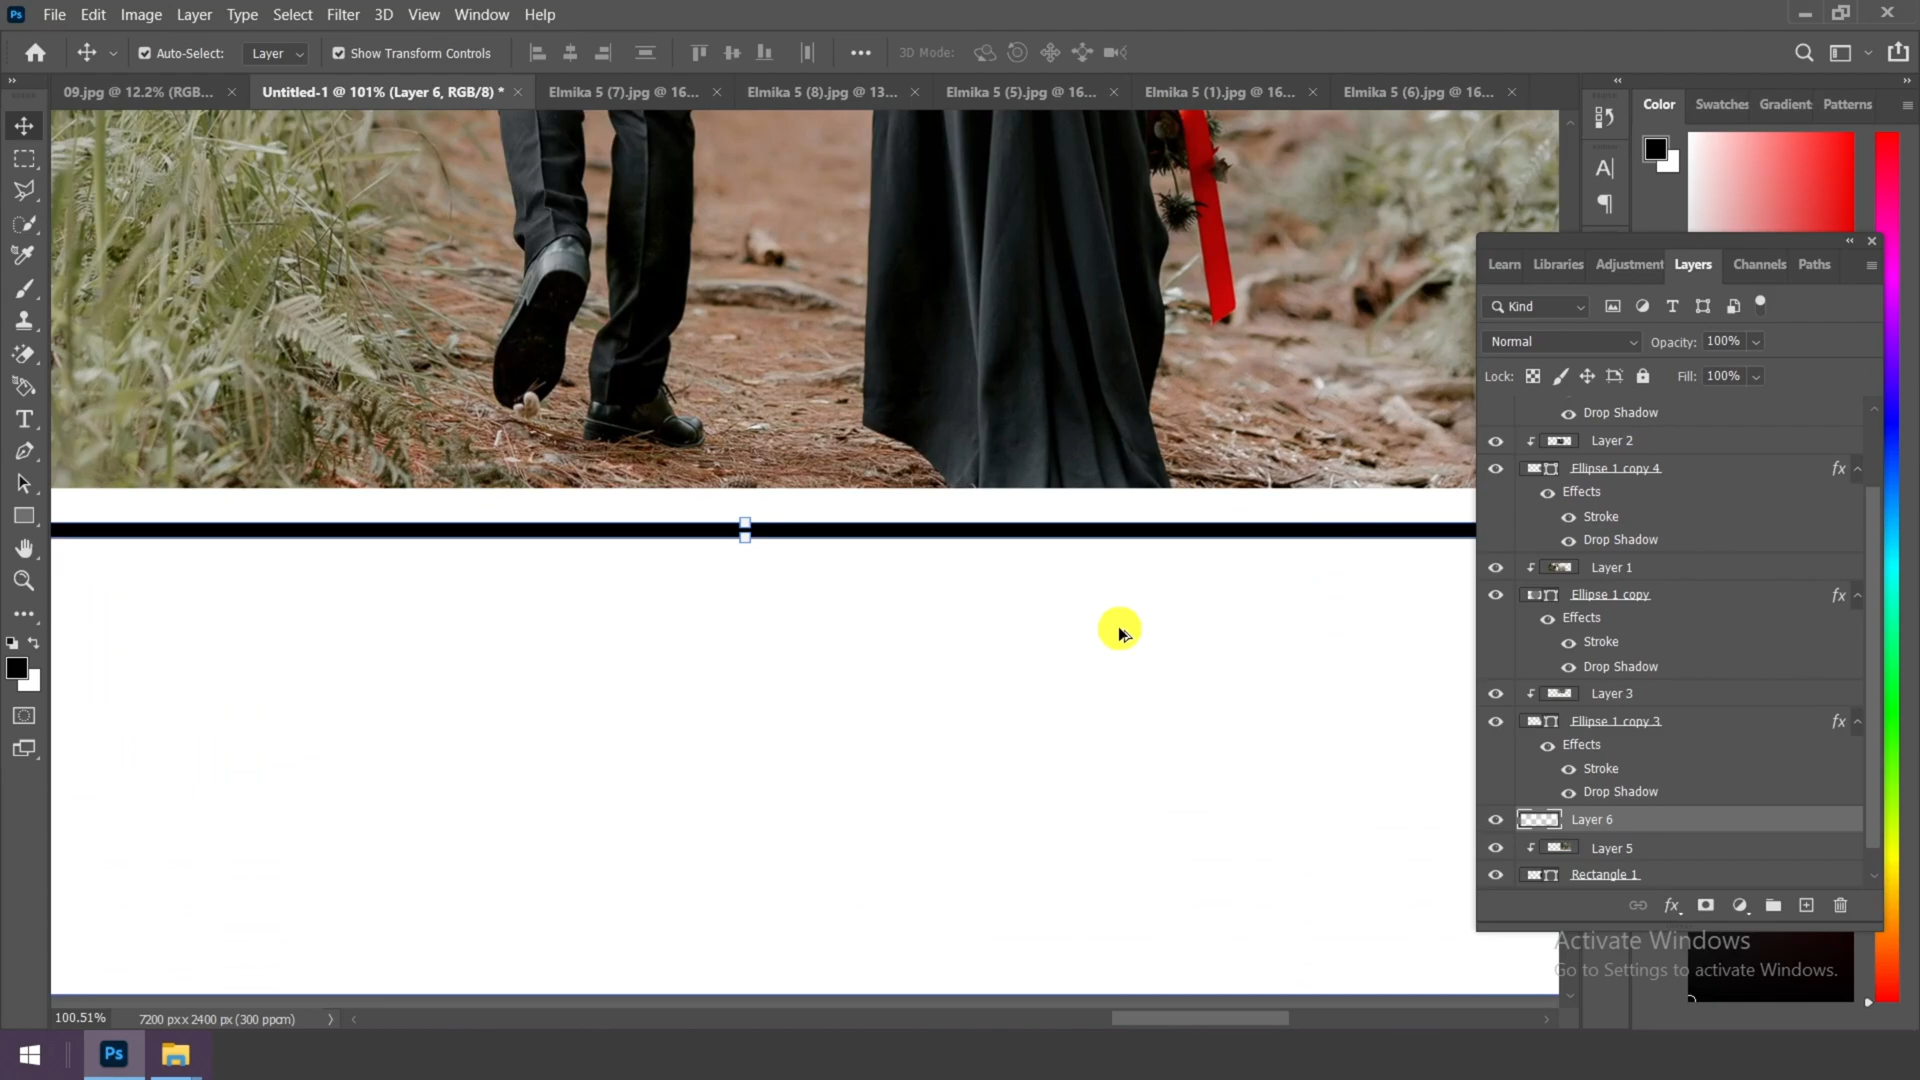 Ps File Edit Image Layer Type Select Filter 3D View Window Help
Auto-Select: Layer Show Transform Controls 3D Mode:
09.jpg @ 12.2% (RGB... Untitled-1 @ 101% (Layer 6, RGB/8) * Elmika 5 (7).jpg @ 16... Elmika 5 (8).jpg @ 13... Elmika 5 (5).jpg @ 16... Elmika 5 (1).jpg @ 16... Elmika 5 (6).jpg @ 16...
Color Swatches Gradient Patterns
Learn Libraries Adjustment Layers Channels Paths
Kind
Normal Opacity: 100%
Lock: Fill: 100%
Drop Shadow
Layer 2
Ellipse 1 copy 4 fx
Effects
Stroke
Drop Shadow
Layer 1
Ellipse 1 copy fx
Effects
Stroke
Drop Shadow
Layer 3
Ellipse 1 copy 3 fx
Effects
Stroke
Drop Shadow
Layer 6
Layer 5
Rectangle 1
fx
Activate Windows
Go to Settings to activate Windows.
100.51% 7200 px x 2400 px (300 ppcm)
Ps